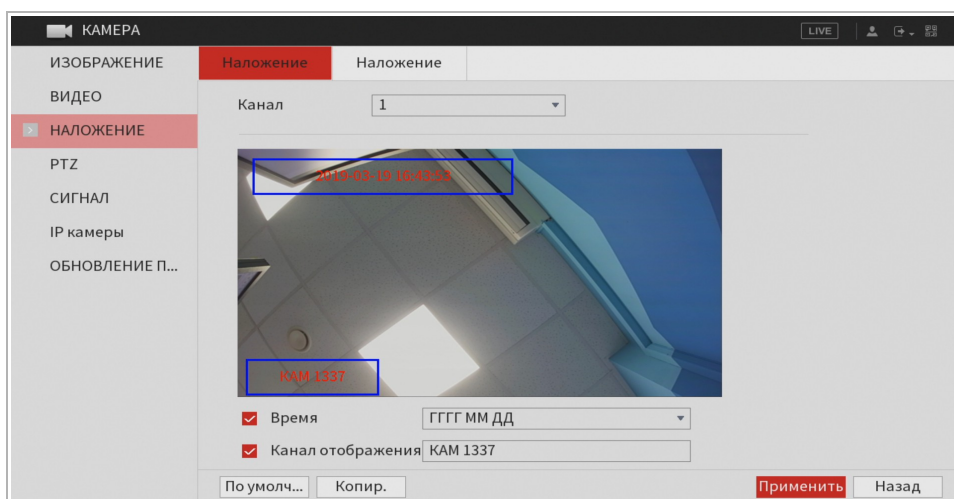 КАМЕРА
LIVE
ИЗОБРАЖЕНИЕ
ВИДЕО
НАЛОЖЕНИЕ
PTZ
СИГНАЛ
IP камеры
ОБНОВЛЕНИЕ П...
Наложение Наложение
Канал 1
2019-03-19 16:43:53
КАМ 1337
Время ГГГГ ММ ДД
Канал отображения КАМ 1337
По умолч... Копир. Применить Назад